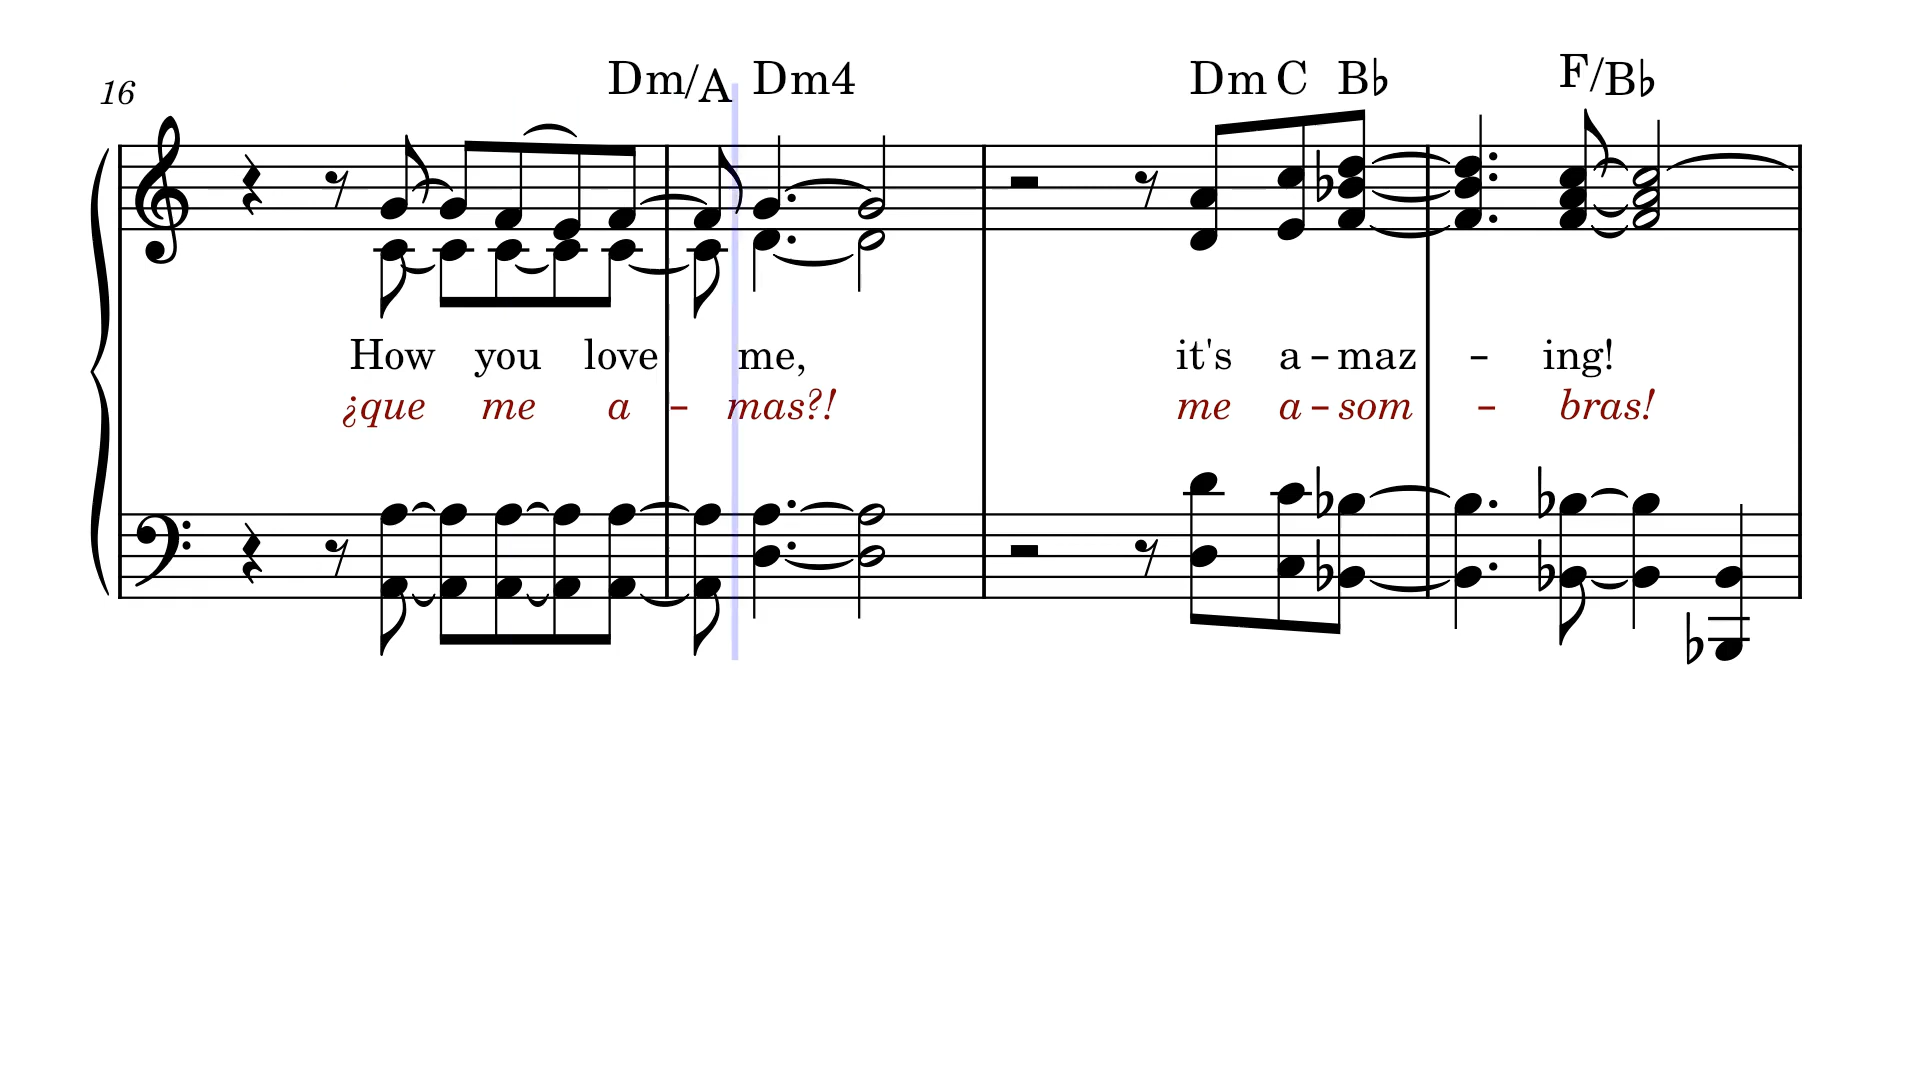 16
Dm/A Dm4 Dm C B♭ F/B♭
How you love me, it's a - maz - ing!
¿que me a - mas?! me a - som - bras!